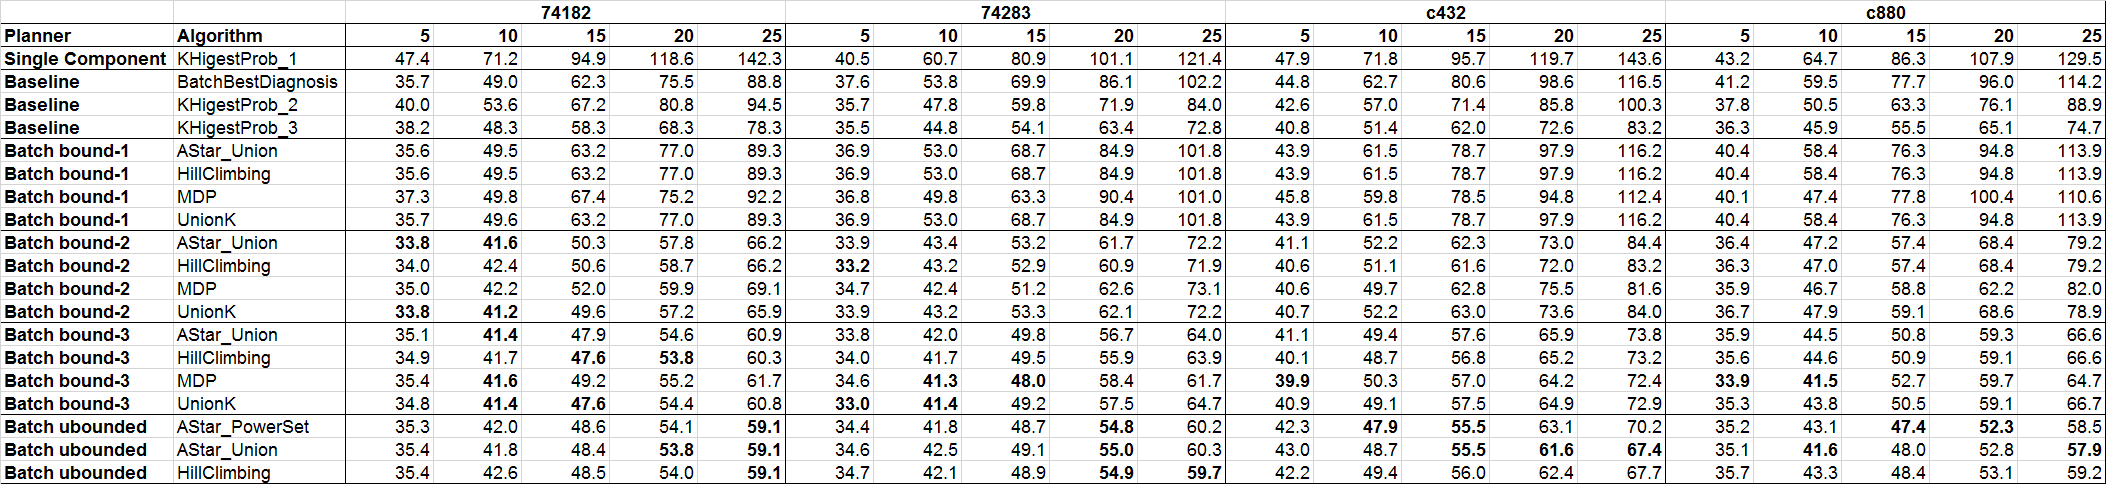 74182 74283 c432 c880
Planner Algorithm 5 10 15 20 25 5 10 15 20 25 5 10 15 20 25 5 10 15 20 25
Single Component KHigestProb_1 47.4 71.2 94.9 118.6 142.3 40.5 60.7 80.9 101.1 121.4 47.9 71.8 95.7 119.7 143.6 43.2 64.7 86.3 107.9 129.5
Baseline BatchBestDiagnosis 35.7 49.0 62.3 75.5 88.8 37.6 53.8 69.9 86.1 102.2 44.8 62.7 80.6 98.6 116.5 41.2 59.5 77.7 96.0 114.2
Baseline KHigestProb_2 40.0 53.6 67.2 80.8 94.5 35.7 47.8 59.8 71.9 84.0 42.6 57.0 71.4 85.8 100.3 37.8 50.5 63.3 76.1 88.9
Baseline KHigestProb_3 38.2 48.3 58.3 68.3 78.3 35.5 44.8 54.1 63.4 72.8 40.8 51.4 62.0 72.6 83.2 36.3 45.9 55.5 65.1 74.7
Batch bound-1 AStar_Union 35.6 49.5 63.2 77.0 89.3 36.9 53.0 68.7 84.9 101.8 43.9 61.5 78.7 97.9 116.2 40.4 58.4 76.3 94.8 113.9
Batch bound-1 HillClimbing 35.6 49.5 63.2 77.0 89.3 36.9 53.0 68.7 84.9 101.8 43.9 61.5 78.7 97.9 116.2 40.4 58.4 76.3 94.8 113.9
Batch bound-1 MDP 37.3 49.8 67.4 75.2 92.2 36.8 49.8 63.3 90.4 101.0 45.8 59.8 78.5 94.8 112.4 40.1 47.4 77.8 100.4 110.6
Batch bound-1 UnionK 35.7 49.6 63.2 77.0 89.3 36.9 53.0 68.7 84.9 101.8 43.9 61.5 78.7 97.9 116.2 40.4 58.4 76.3 94.8 113.9
Batch bound-2 AStar_Union 33.8 41.6 50.3 57.8 66.2 33.9 43.4 53.2 61.7 72.2 41.1 52.2 62.3 73.0 84.4 36.4 47.2 57.4 68.4 79.2
Batch bound-2 HillClimbing 34.0 42.4 50.6 58.7 66.2 33.2 43.2 52.9 60.9 71.9 40.6 51.1 61.6 72.0 83.2 36.3 47.0 57.4 68.4 79.2
Batch bound-2 MDP 35.0 42.2 52.0 59.9 69.1 34.7 42.4 51.2 62.6 73.1 40.6 49.7 62.8 75.5 81.6 35.9 46.7 58.8 62.2 82.0
Batch bound-2 UnionK 33.8 41.2 49.6 57.2 65.9 33.9 43.2 53.3 62.1 72.2 40.7 52.2 63.0 73.6 84.0 36.7 47.9 59.1 68.6 78.9
Batch bound-3 AStar_Union 35.1 41.4 47.9 54.6 60.9 33.8 42.0 49.8 56.7 64.0 41.1 49.4 57.6 65.9 73.8 35.9 44.5 50.8 59.3 66.6
Batch bound-3 HillClimbing 34.9 41.7 47.6 53.8 60.3 34.0 41.7 49.5 55.9 63.9 40.1 48.7 56.8 65.2 73.2 35.6 44.6 50.9 59.1 66.6
Batch bound-3 MDP 35.4 41.6 49.2 55.2 61.7 34.6 41.3 48.0 58.4 61.7 39.9 50.3 57.0 64.2 72.4 33.9 41.5 52.7 59.7 64.7
Batch bound-3 UnionK 34.8 41.4 47.6 54.4 60.8 33.0 41.4 49.2 57.5 64.7 40.9 49.1 57.5 64.9 72.9 35.3 43.8 50.5 59.1 66.7
Batch ubounded AStar_PowerSet 35.3 42.0 48.6 54.1 59.1 34.4 41.8 48.7 54.8 60.2 42.3 47.9 55.5 63.1 70.2 35.2 43.1 47.4 52.3 58.5
Batch ubounded AStar_Union 35.4 41.8 48.4 53.8 59.1 34.6 42.5 49.1 55.0 60.3 43.0 48.7 55.5 61.6 67.4 35.1 41.6 48.0 52.8 57.9
Batch ubounded HillClimbing 35.4 42.6 48.5 54.0 59.1 34.7 42.1 48.9 54.9 59.7 42.2 49.4 56.0 62.4 67.7 35.7 43.3 48.4 53.1 59.2